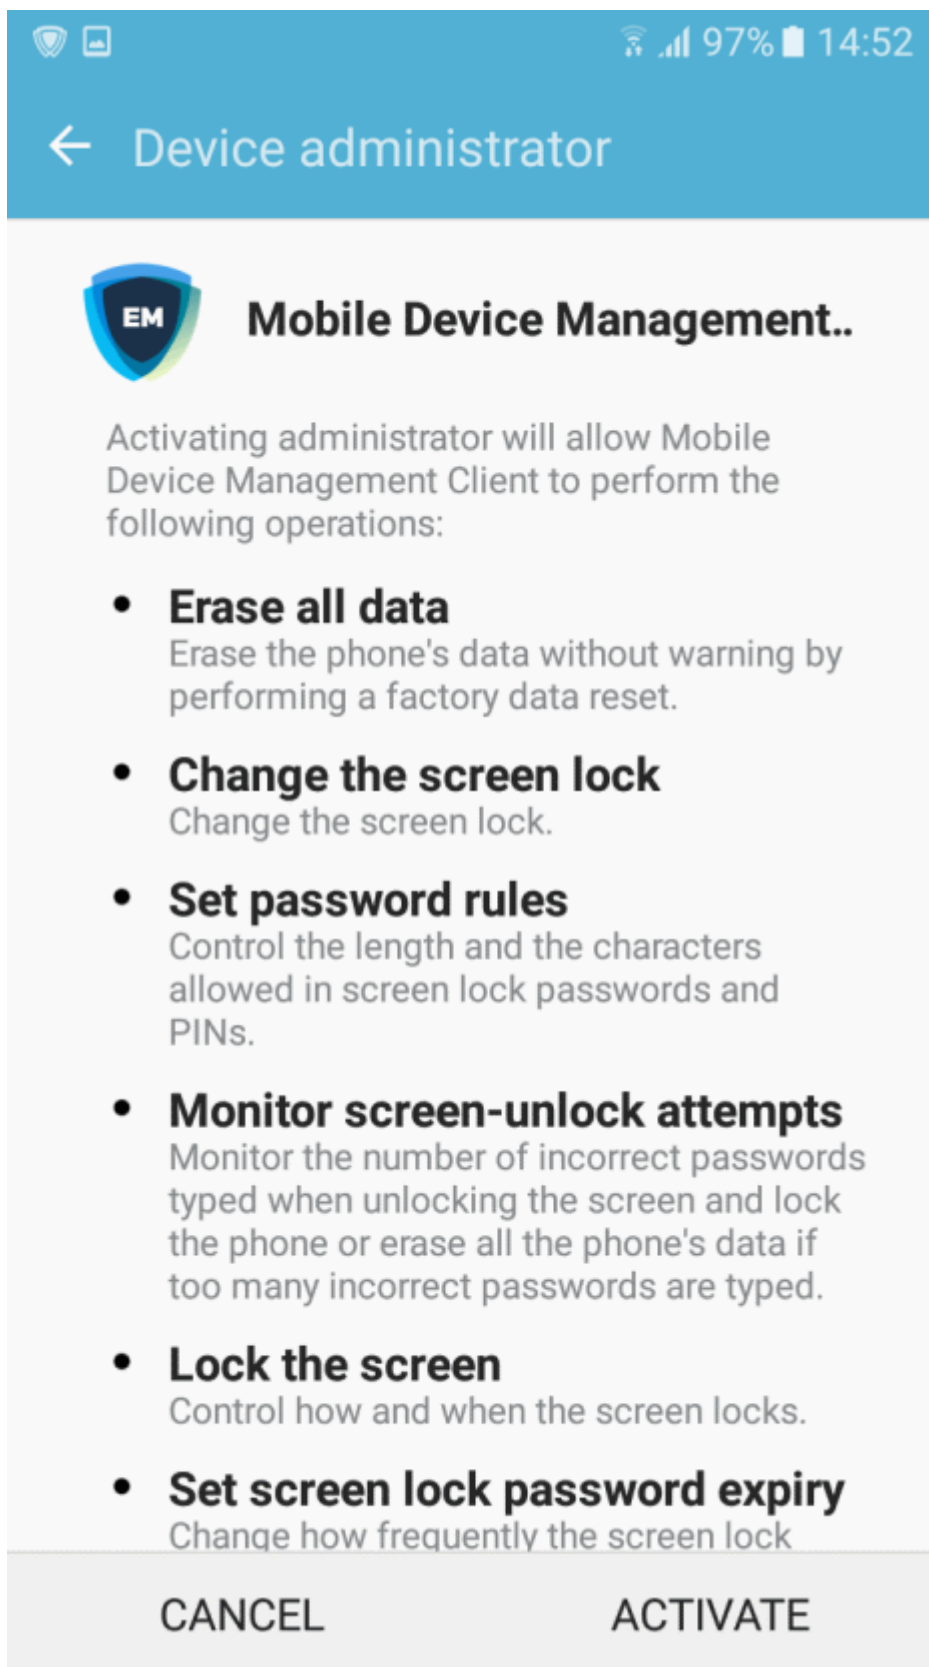 97% 14:52
Device administrator
EM
Mobile Device Management..
Activating administrator will allow Mobile
Device Management Client to perform the
following operations:
• Erase all data
Erase the phone's data without warning by
performing a factory data reset.
• Change the screen lock
Change the screen lock.
• Set password rules
Control the length and the characters
allowed in screen lock passwords and
PINs.
• Monitor screen-unlock attempts
Monitor the number of incorrect passwords
typed when unlocking the screen and lock
the phone or erase all the phone's data if
too many incorrect passwords are typed.
• Lock the screen
Control how and when the screen locks.
• Set screen lock password expiry
Change how frequently the screen lock
CANCEL ACTIVATE